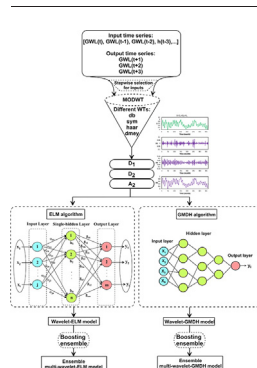 Input time series:
[GWL(t), GWL(t-1), GWL(t-2), h(t-3),...]
Output time series:
GWL(t+1)
GWL(t+2)
GWL(t+3)
Stepwise selection
for inputs
MODWT
Different WTs:
db
sym
haar
dmey
D1
D2
A2
ELM algorithm
Input Layer Single-hidden Layer Output Layer
GMDH algorithm
Input layer
Hidden layer
Output layer
Wavelet-ELM model
Wavelet-GMDH model
Boosting
ensemble
Boosting
ensemble
Ensemble
multi-wavelet-ELM model
Ensemble
multi-wavelet-GMDH model